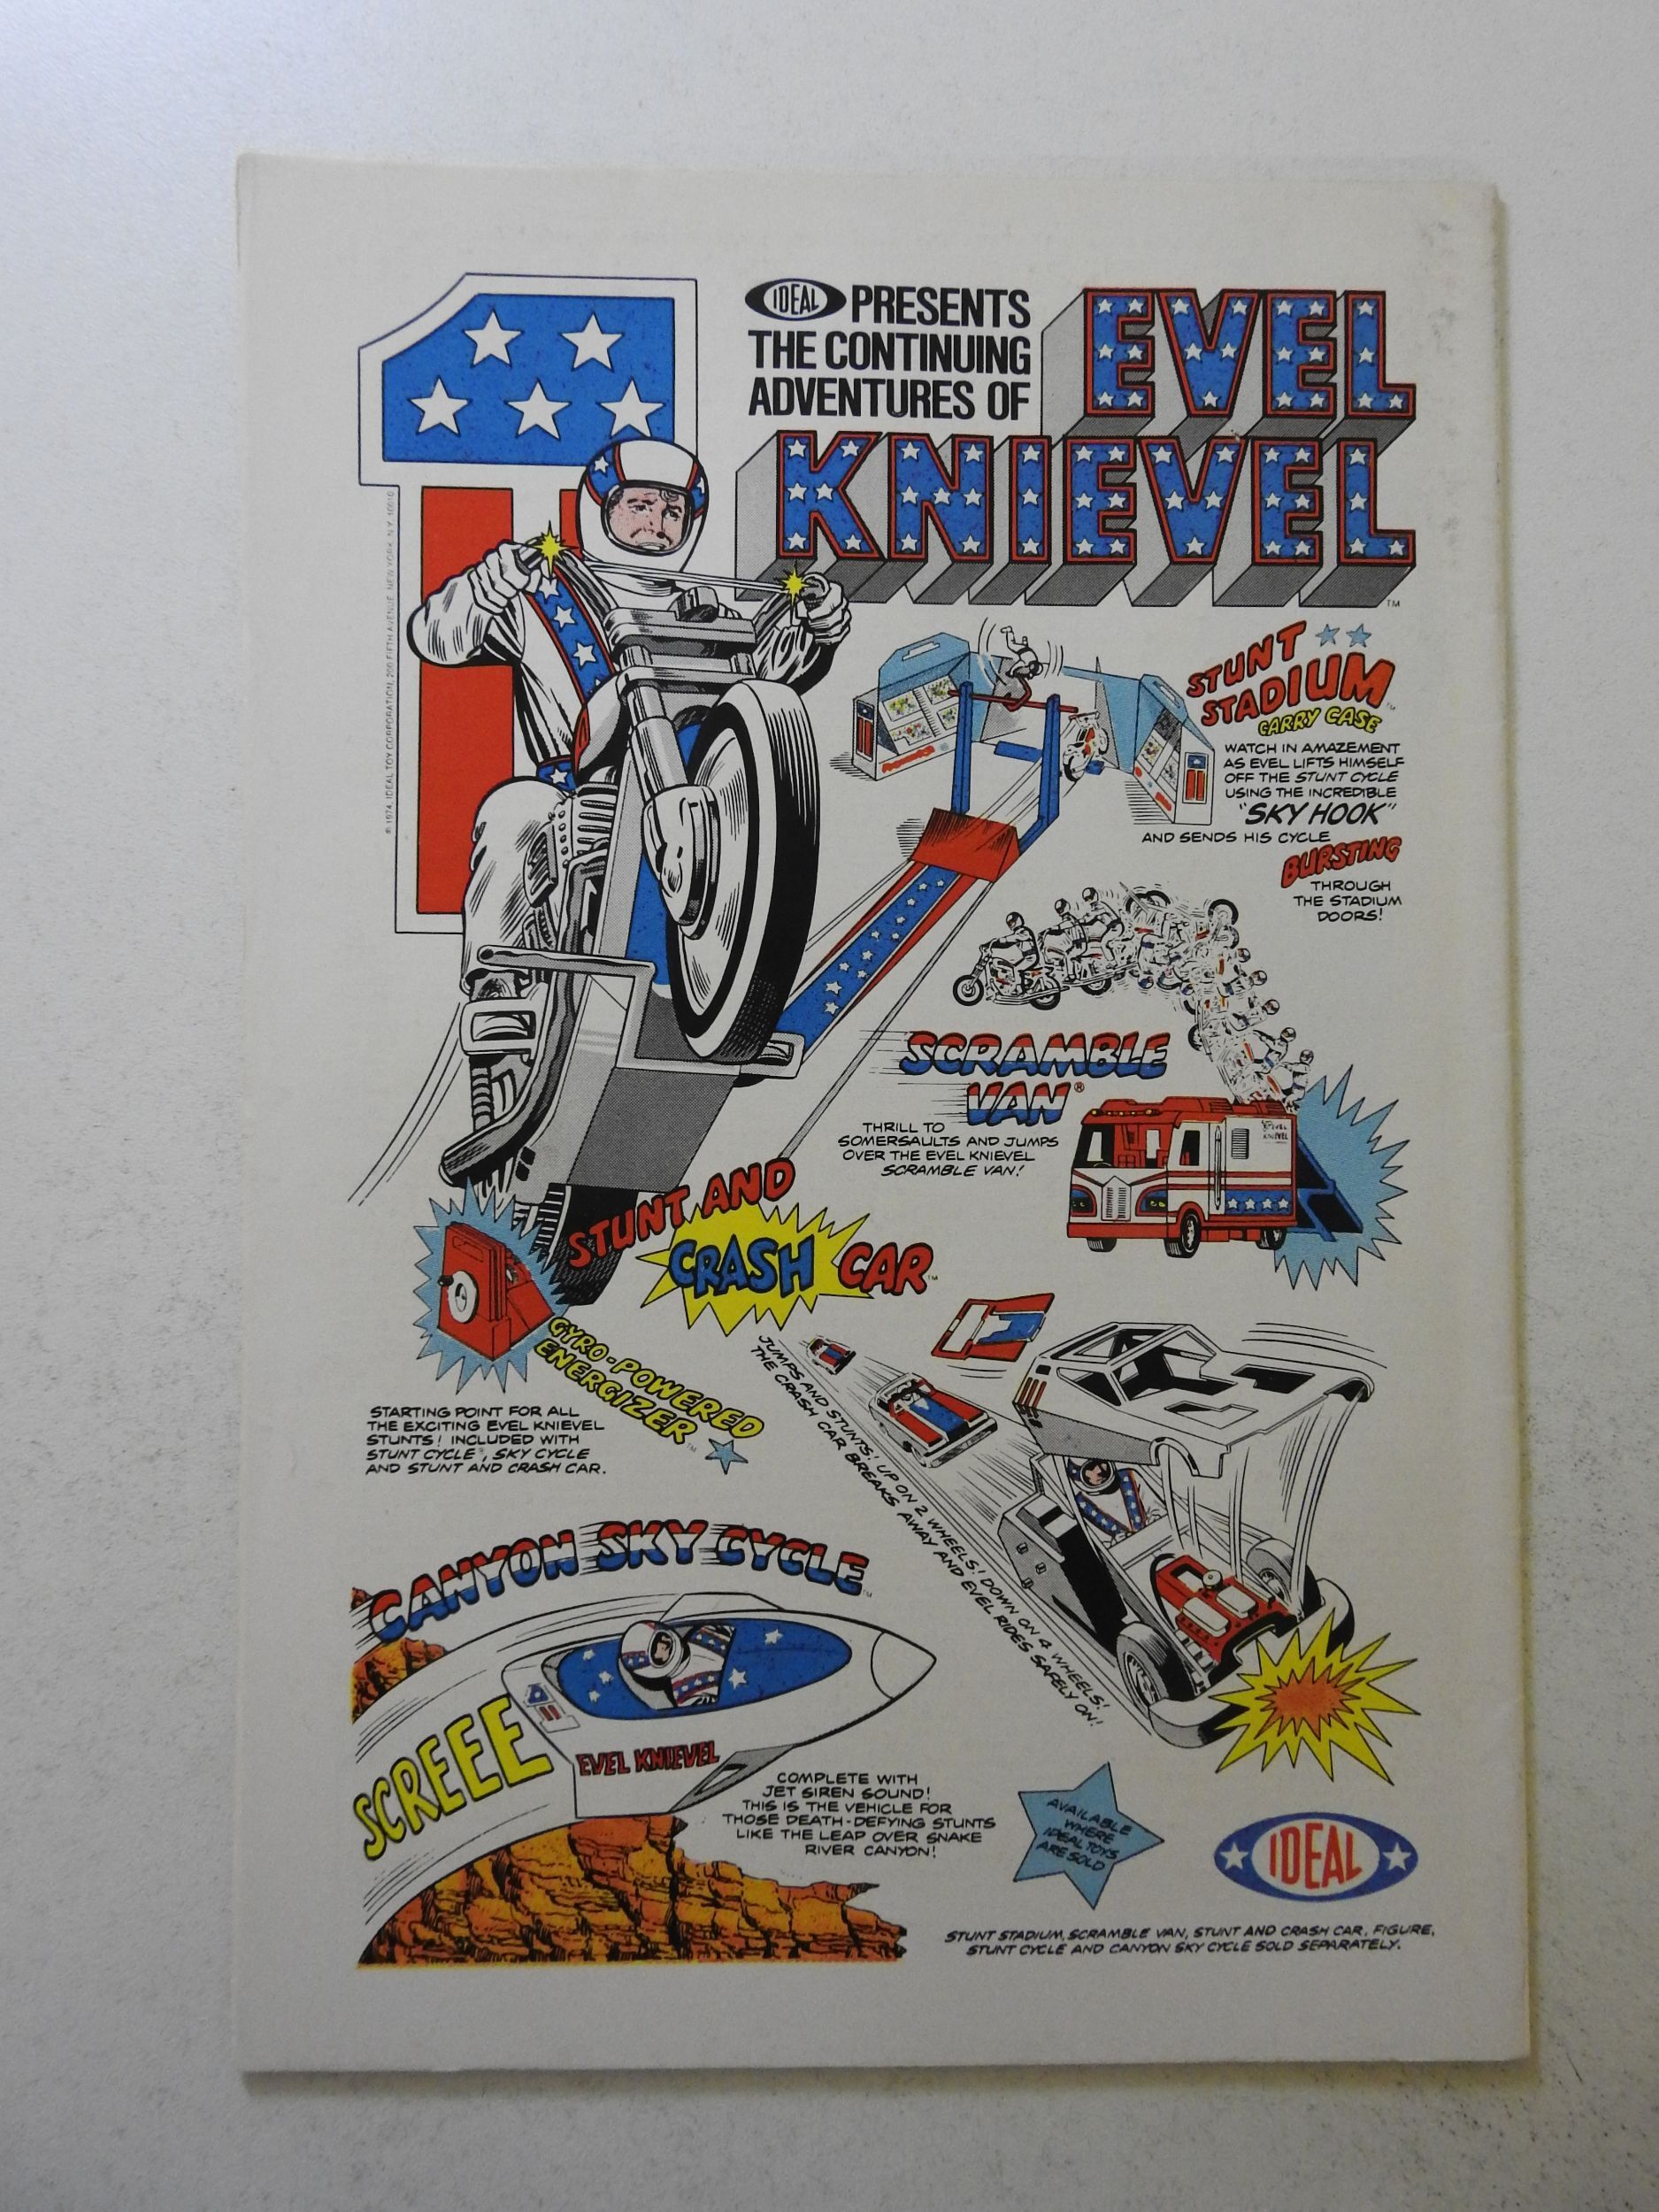 IDEAL PRESENTS
THE CONTINUING
ADVENTURES OF
EVEL
KNIEVEL™
© 1974, IDEAL TOY CORPORATION, 200 FIFTH AVENUE, NEW YORK, N.Y. 10010
STUNT
STADIUM™
CARRY CASE
WATCH IN AMAZEMENT
AS EVEL LIFTS HIMSELF
OFF THE STUNT CYCLE
USING THE INCREDIBLE
"SKY HOOK"
AND SENDS HIS CYCLE
BURSTING
THROUGH
THE STADIUM
DOORS!
SCRAMBLE
VAN®
THRILL TO
SOMERSAULTS AND JUMPS
OVER THE EVEL KNIEVEL
SCRAMBLE VAN!
EVEL
KNIEVEL
STUNT AND
CRASH CAR™
GYRO-POWERED
ENERGIZER™
STARTING POINT FOR ALL
THE EXCITING EVEL KNIEVEL
STUNTS! INCLUDED WITH
STUNT CYCLE®, SKY CYCLE
AND STUNT AND CRASH CAR.
JUMPS AND STUNTS! UP ON 2 WHEELS! DOWN ON 4 WHEELS!
THE CRASH CAR BREAKS AWAY AND EVEL RIDES SAFELY ON!
CANYON SKY CYCLE™
SCREEE
EVEL KNIEVEL
COMPLETE WITH
JET SIREN SOUND!
THIS IS THE VEHICLE FOR
THOSE DEATH-DEFYING STUNTS
LIKE THE LEAP OVER SNAKE
RIVER CANYON!
AVAILABLE
WHERE
IDEAL TOYS
ARE SOLD
IDEAL
STUNT STADIUM, SCRAMBLE VAN, STUNT AND CRASH CAR, FIGURE,
STUNT CYCLE AND CANYON SKY CYCLE SOLD SEPARATELY.